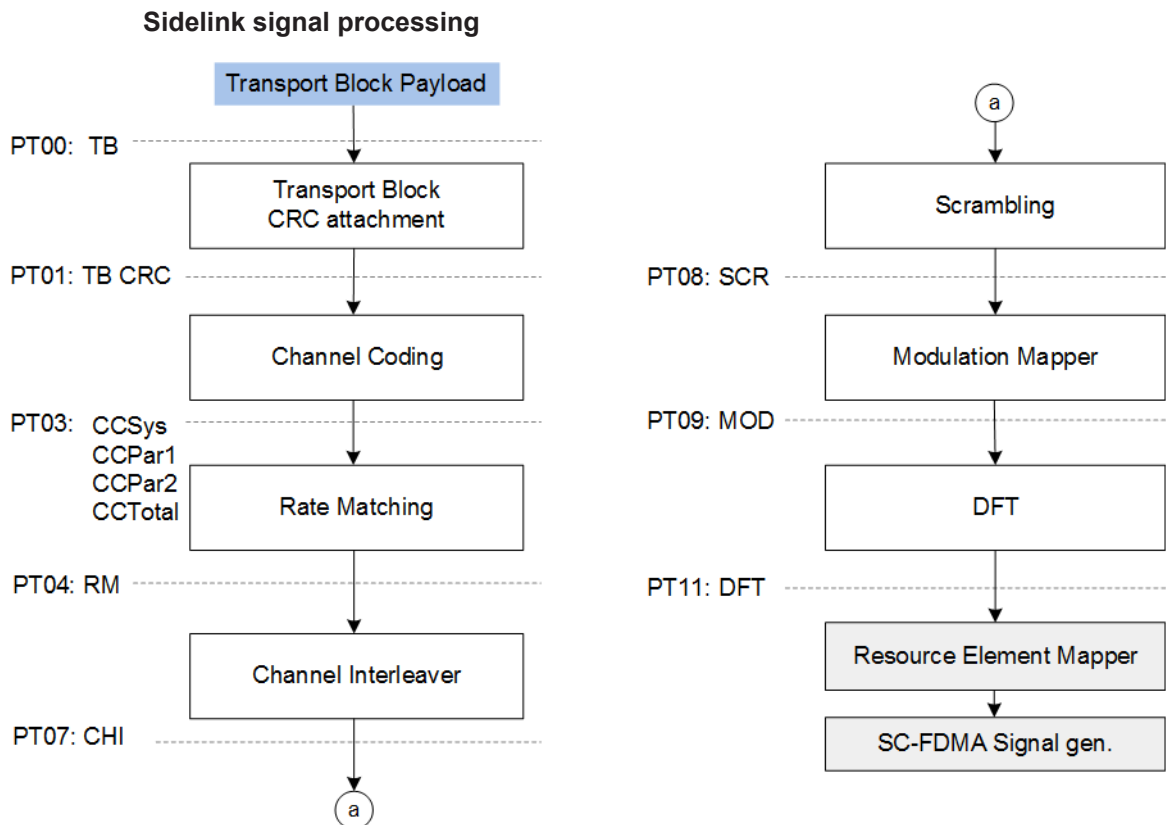 Sidelink signal processing
Transport Block Payload
PT00: TB
Transport Block
CRC attachment
PT01: TB CRC
Channel Coding
PT03: CCSys
CCPar1
CCPar2
CCTotal
Rate Matching
PT04: RM
Channel Interleaver
PT07: CHI
a
a
Scrambling
PT08: SCR
Modulation Mapper
PT09: MOD
DFT
PT11: DFT
Resource Element Mapper
SC-FDMA Signal gen.